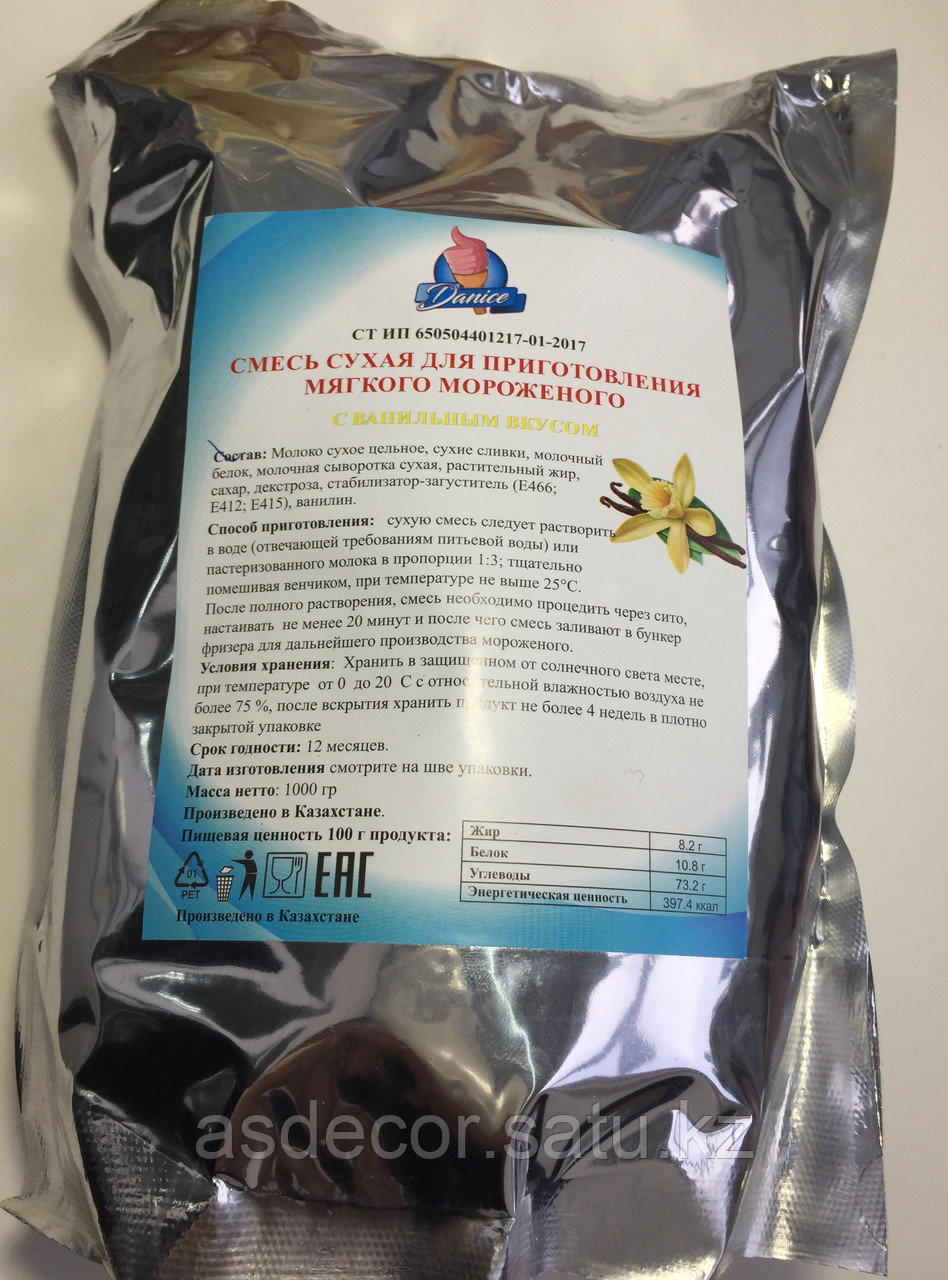 Danice
СТ ИП 650504401217-01-2017
СМЕСЬ СУХАЯ ДЛЯ ПРИГОТОВЛЕНИЯ
МЯГКОГО МОРОЖЕНОГО
С ВАНИЛЬНЫМ ВКУСОМ
Состав: Молоко сухое цельное, сухие сливки, молочный
белок, молочная сыворотка сухая, растительный жир,
сахар, декстроза, стабилизатор-загуститель (Е466;
Е412; Е415), ванилин.
Способ приготовления: сухую смесь следует растворить
в воде (отвечающей требованиям питьевой воды) или
пастеризованного молока в пропорции 1:3; тщательно
помешивая венчиком, при температуре не выше 25°С.
После полного растворения, смесь необходимо процедить через сито,
настаивать не менее 20 минут и после чего смесь заливают в бункер
фризера для дальнейшего производства мороженого.
Условия хранения: Хранить в защищенном от солнечного света месте,
при температуре от 0 до 20 С с относительной влажностью воздуха не
более 75 %, после вскрытия хранить продукт не более 4 недель в плотно
закрытой упаковке
Срок годности: 12 месяцев.
Дата изготовления смотрите на шве упаковки.
Масса нетто: 1000 гр
Произведено в Казахстане.
Пищевая ценность 100 г продукта:
Жир 8.2 г
Белок 10.8 г
Углеводы 73.2 г
Энергетическая ценность 397.4 ккал
01
PET
EAC
Произведено в Казахстане
asdecor.satu.kz